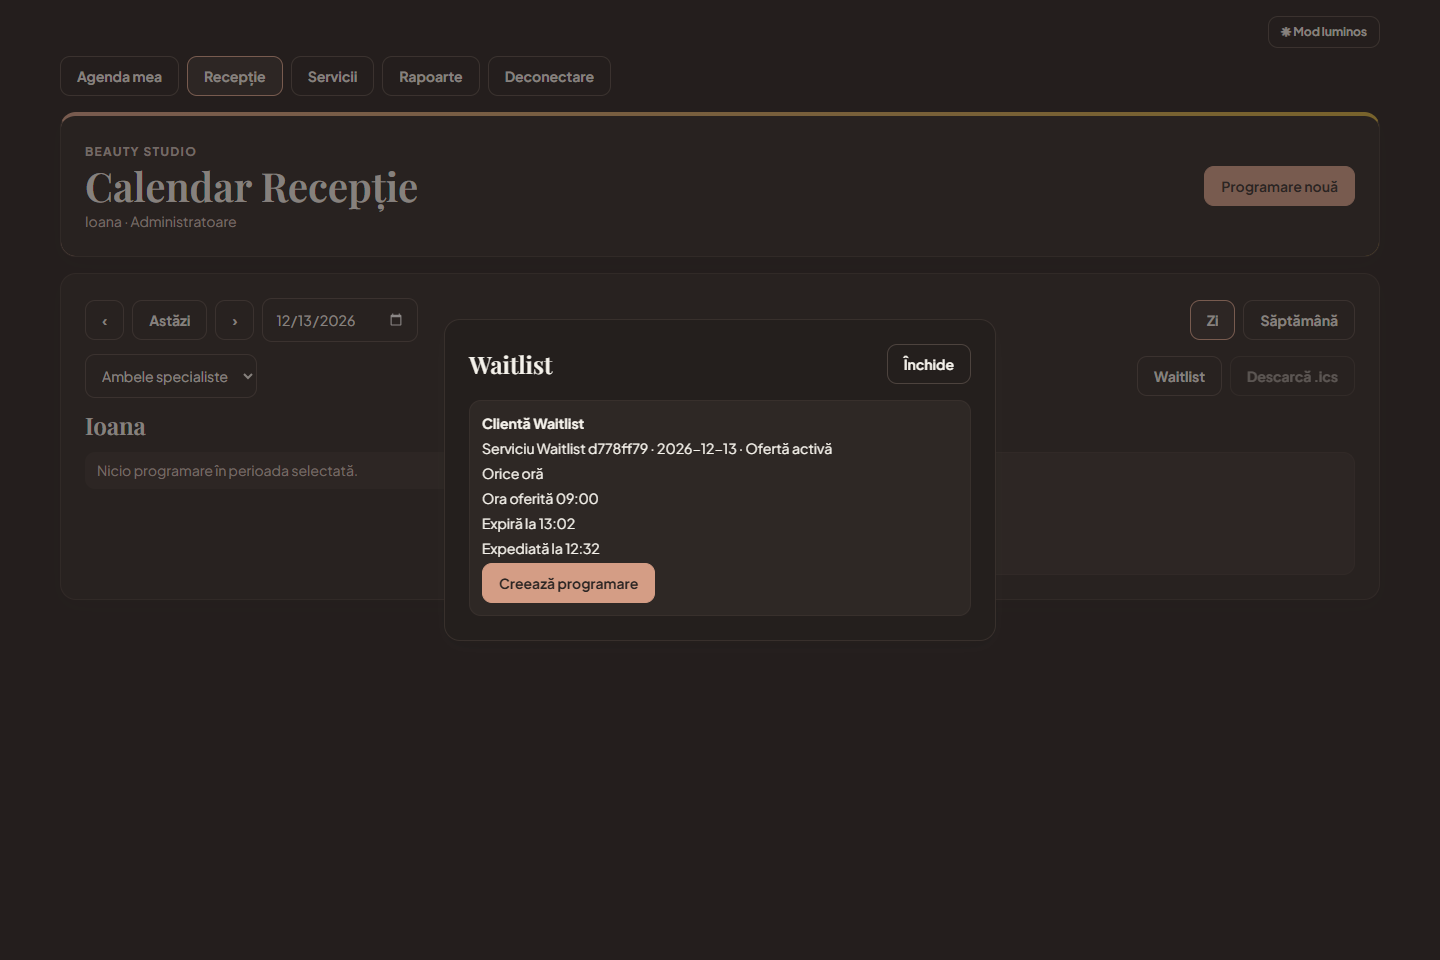 ❋ Mod luminos
Agenda mea
Recepție
Servicii
Rapoarte
Deconectare
BEAUTY STUDIO
Calendar Recepție
Ioana · Administratoare
Programare nouă
‹
Astăzi
›
12/13/2026
Zi
Săptămână
Ambele specialiste
Waitlist
Descarcă .ics
Ioana
Nicio programare în perioada selectată.
Waitlist
Închide
Clientă Waitlist
Serviciu Waitlist d778ff79 · 2026-12-13 · Ofertă activă
Orice oră
Ora oferită 09:00
Expiră la 13:02
Expediată la 12:32
Creează programare